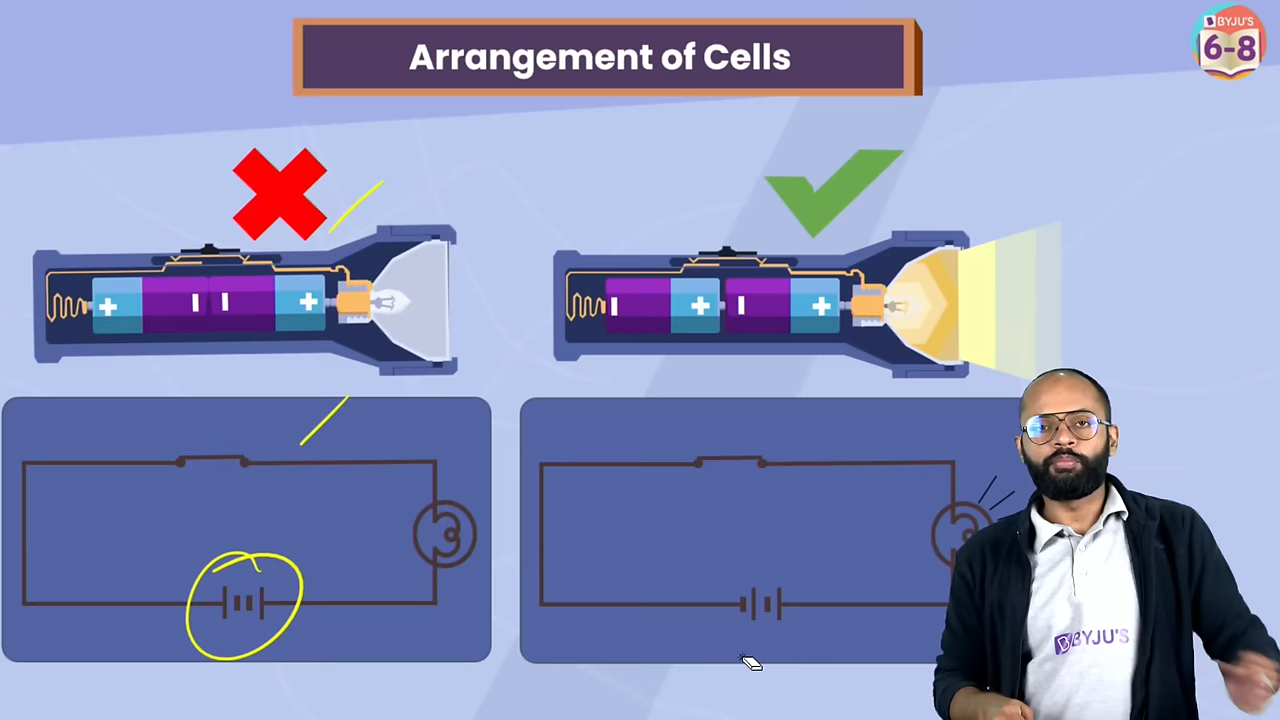 Arrangement of Cells
BYJU'S
6-8
+ - - +
- + - +
BYJU'S